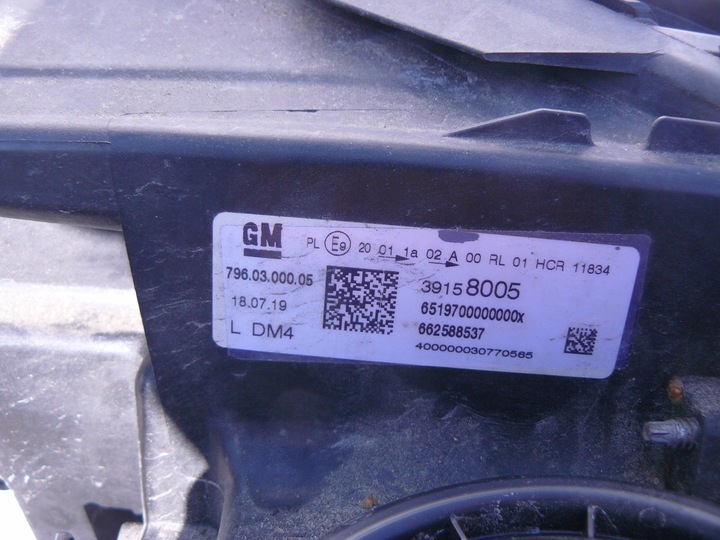 GM
PL E9 20 01 1a 02 A 00 RL 01 HCR 11834
796.03.000.05
39158005
18.07.19
6519700000000x
L DM4
662588537
400000030770565